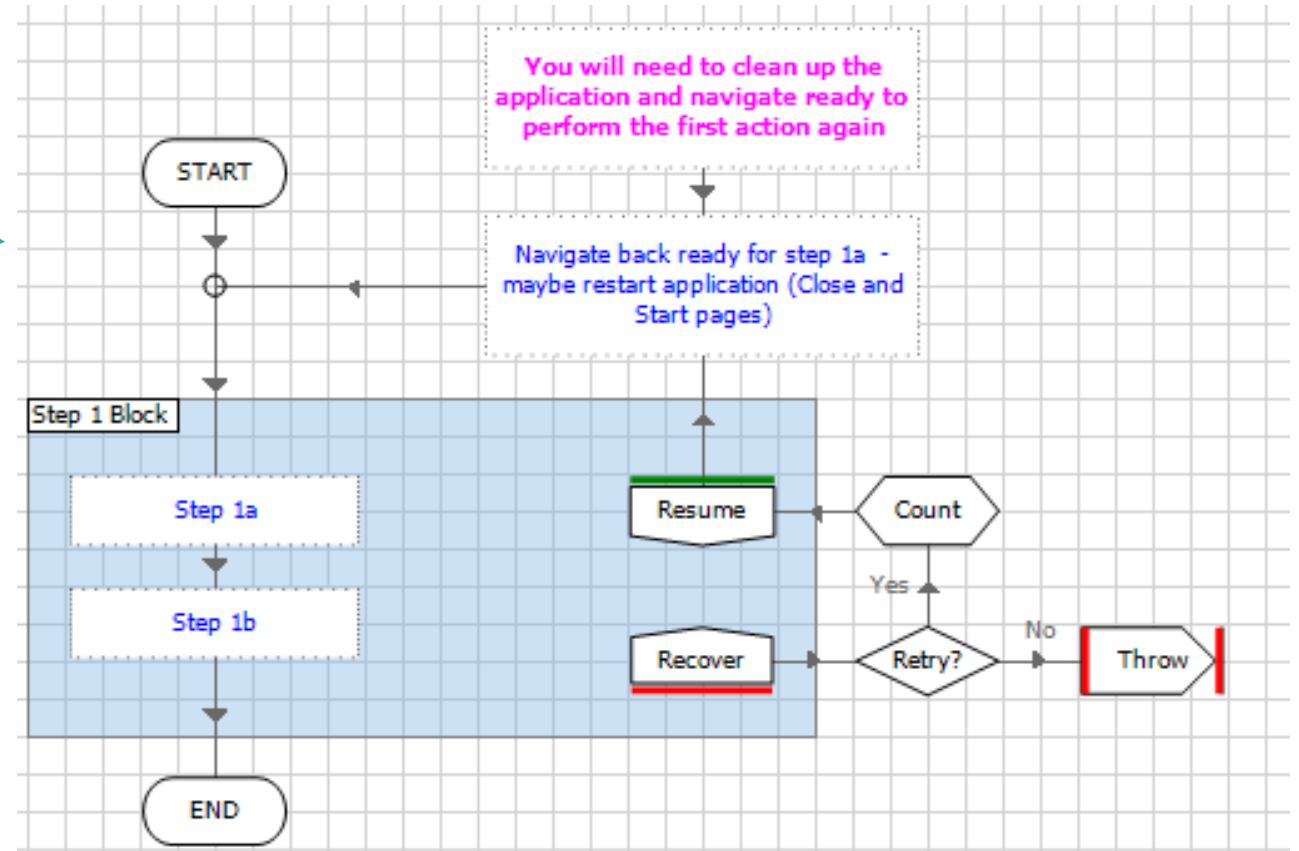 You will need to clean up the
application and navigate ready to
perform the first action again
START
Navigate back ready for step 1a -
maybe restart application (Close and
Start pages)
Step 1 Block
Step 1a
Resume
Count
Yes
Step 1b
No
Recover
Retry?
Throw
END